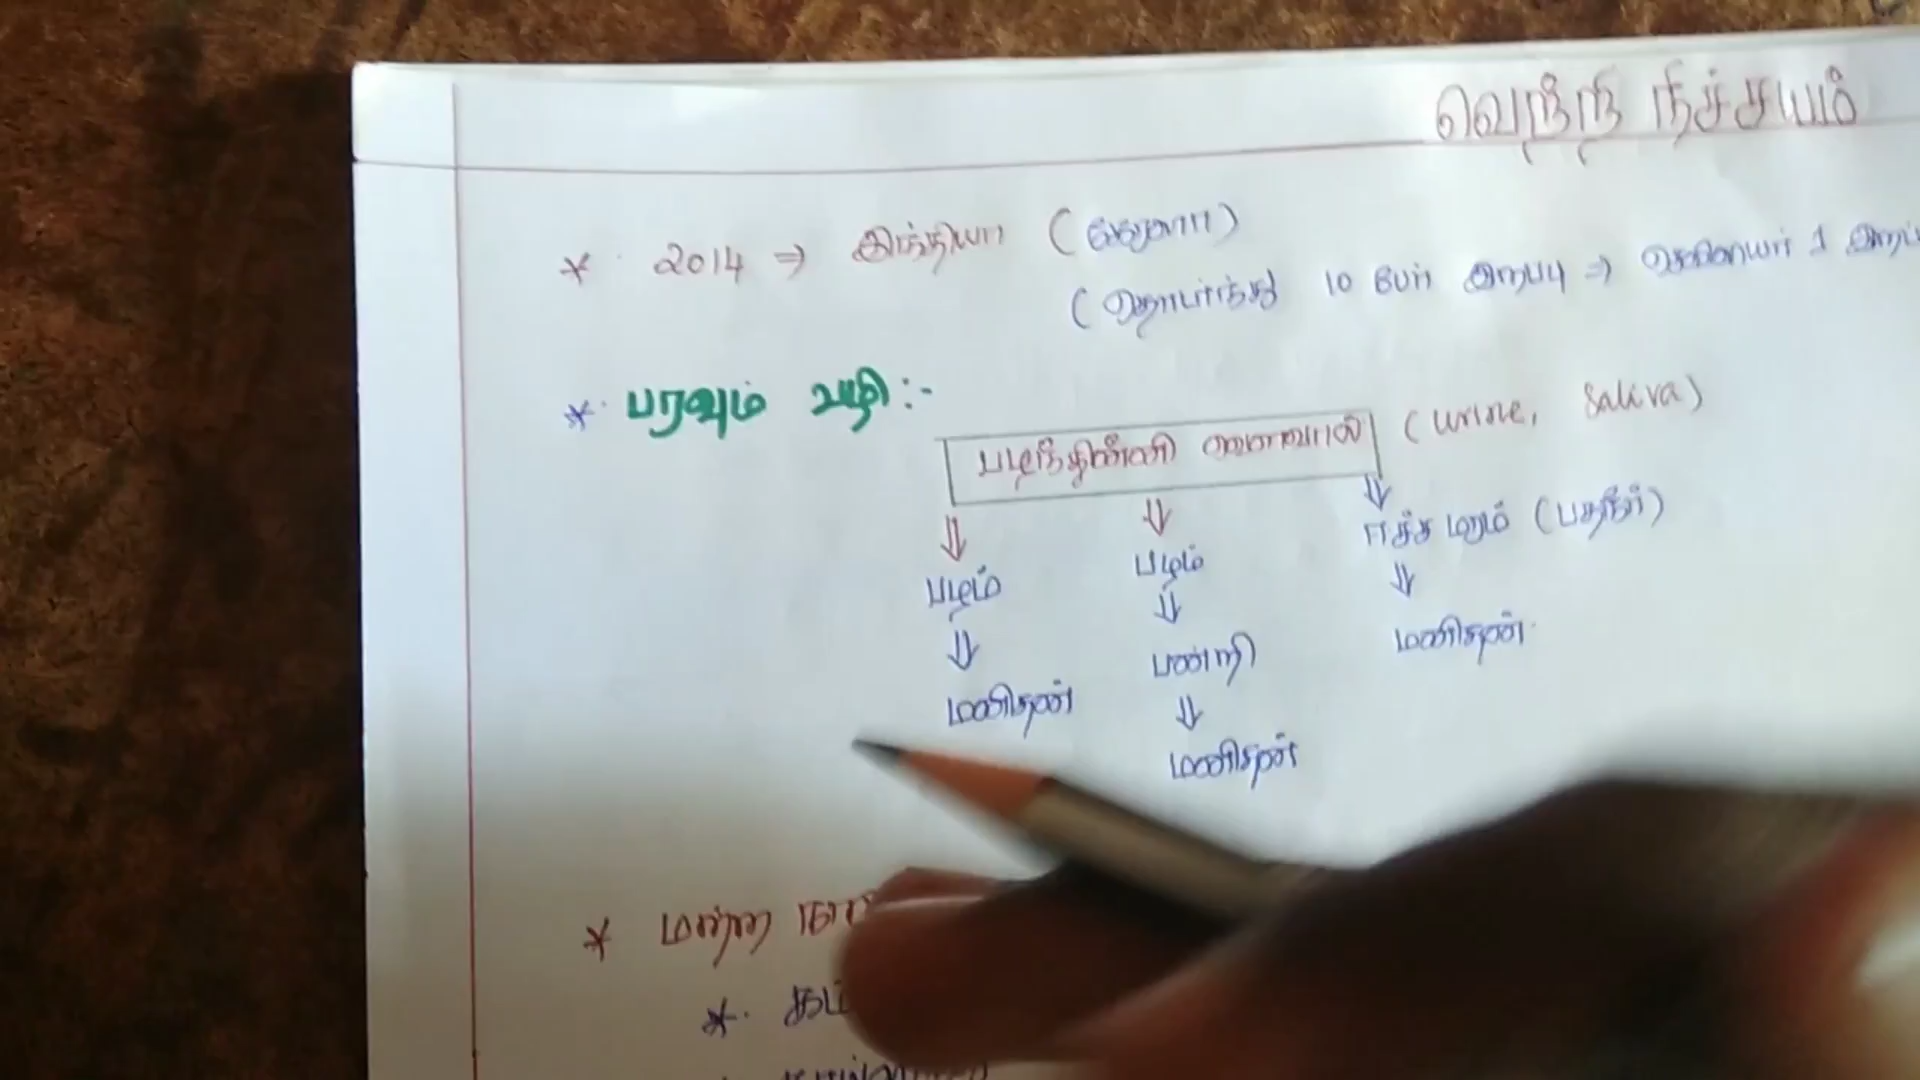 வெற்றி நிச்சயம்
* 2014 ⇒ இந்தியா (கேரளா)
(தொடர்ந்து 10 பேர் இறப்பு ⇒ செவிலியர் 1
* பரவும் வழி :-
பழந்தின்னி வௌவால் (urine, saliva)
⇓ ⇓ ⇓
பழம் பழம் ஈச்ச மரம் (பதநீர்)
⇓ ⇓ ⇓
மனிதன் பன்றி மனிதன்
⇓
மனிதன்
* மற்ற
*